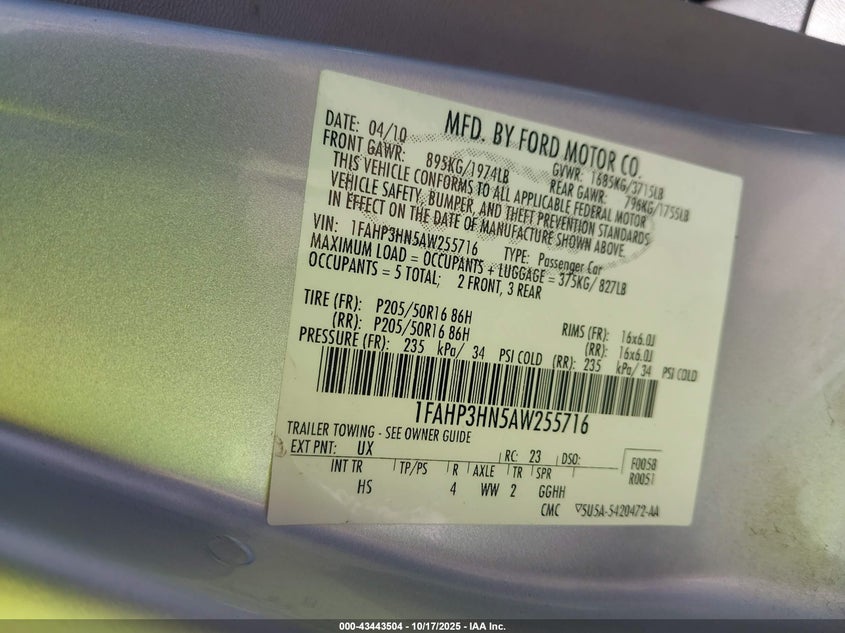 MFD. BY FORD MOTOR CO.
DATE: 04/10 GVWR: 1685KG/3715LB
FRONT GAWR: 895KG/1974LB REAR GAWR: 796KG/1755LB
THIS VEHICLE CONFORMS TO ALL APPLICABLE FEDERAL MOTOR
VEHICLE SAFETY, BUMPER, AND THEFT PREVENTION STANDARDS
IN EFFECT ON THE DATE OF MANUFACTURE SHOWN ABOVE.
VIN: 1FAHP3HN5AW255716 TYPE: Passenger Car
MAXIMUM LOAD = OCCUPANTS + LUGGAGE = 375KG/ 827LB
OCCUPANTS = 5 TOTAL; 2 FRONT, 3 REAR
TIRE (FR): P205/50R16 86H RIMS (FR): 16x6.0J
(RR): P205/50R16 86H (RR): 16x6.0J
PRESSURE (FR): 235 kPa/ 34 PSI COLD (RR): 235 kPa/ 34 PSI COLD
1FAHP3HN5AW255716
TRAILER TOWING - SEE OWNER GUIDE
EXT PNT: UX RC: 23 DSO: F0058
R0051
INT TR TP/PS R AXLE TR SPR
HS 4 WW 2 GGHH
CMC ▽5U5A-5420472-AA
000-43443504 | 10/17/2025 - IAA Inc.